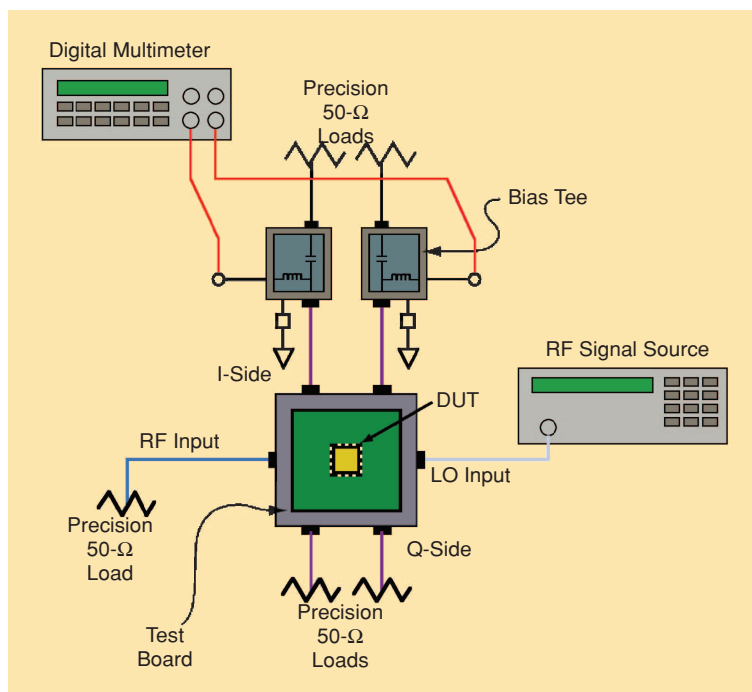 Digital Multimeter
Precision
50-Ω
Loads
Bias Tee
RF Signal Source
I-Side
DUT
RF Input
LO Input
Precision
50-Ω
Load
Q-Side
Precision
50-Ω
Loads
Test
Board